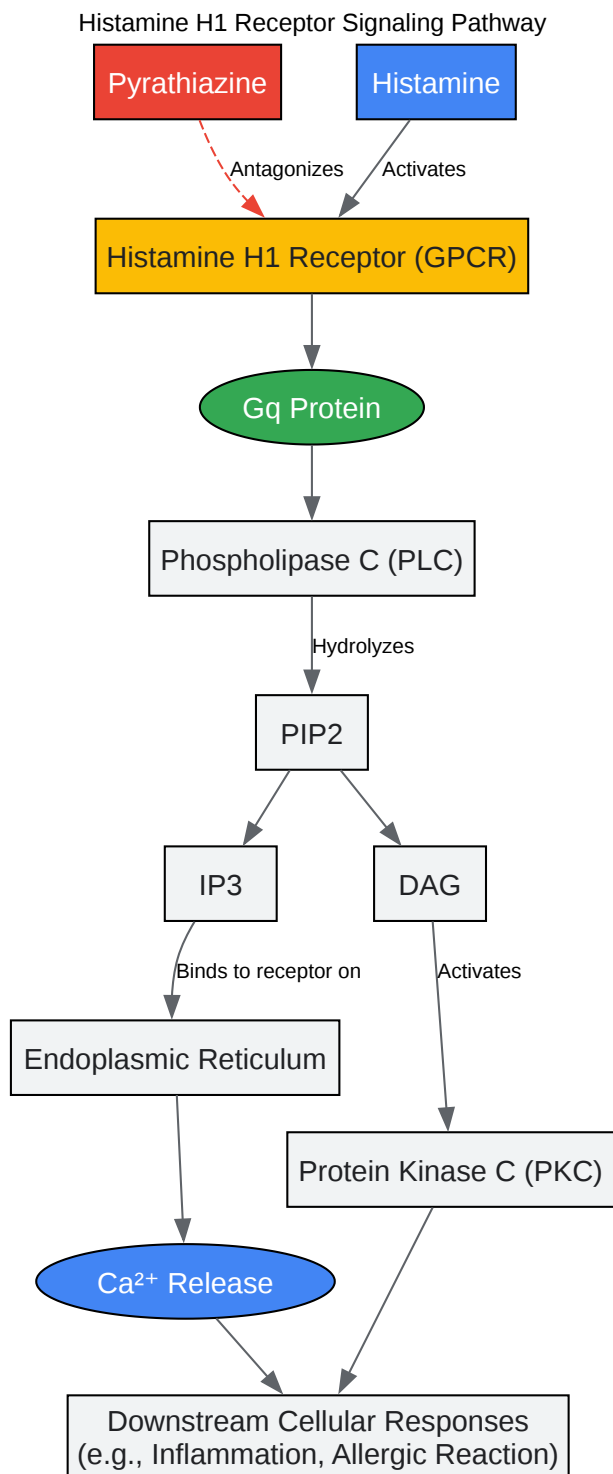 Histamine H1 Receptor Signaling Pathway
Pyrathiazine
Histamine
Antagonizes
Activates
Histamine H1 Receptor (GPCR)
Gq Protein
Phospholipase C (PLC)
Hydrolyzes
PIP2
IP3
DAG
Binds to receptor on
Activates
Endoplasmic Reticulum
Protein Kinase C (PKC)
Ca²⁺ Release
Downstream Cellular Responses
(e.g., Inflammation, Allergic Reaction)